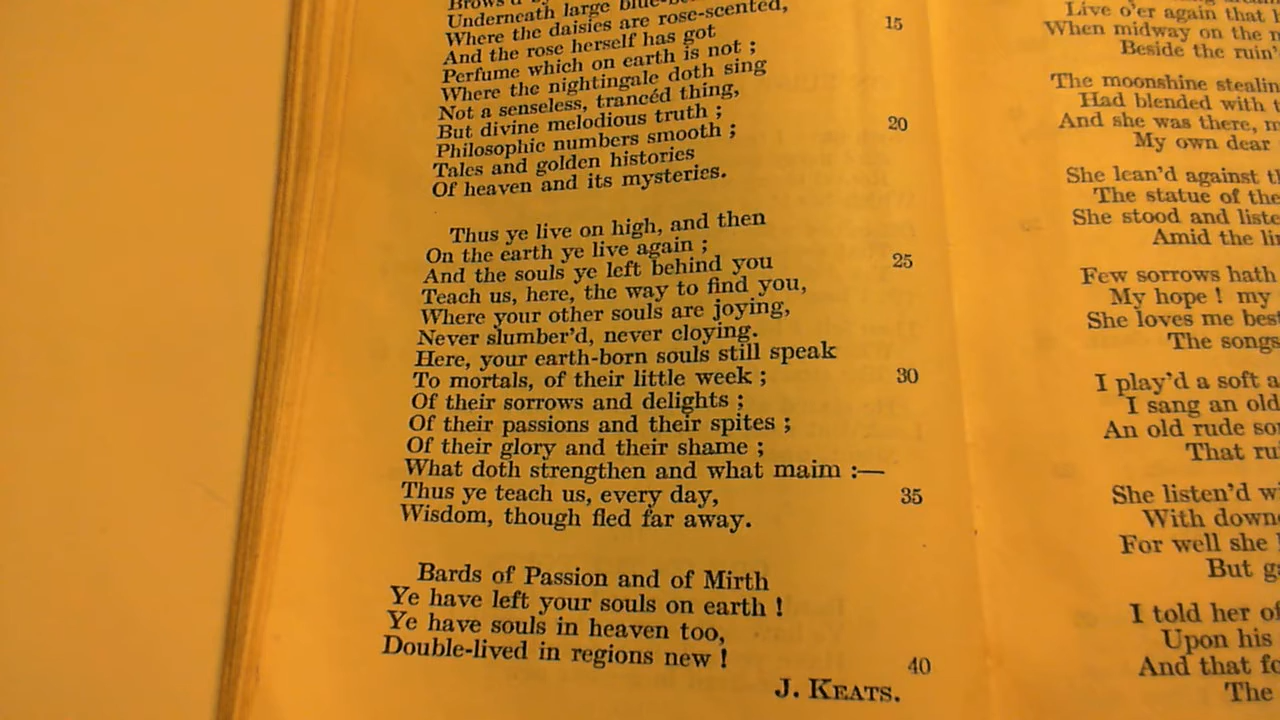 Underneath large
Where the daisies are rose-scented,
15
And the rose herself has got
Perfume which on earth is not ;
Where the nightingale doth sing
Not a senseless, trancéd thing,
But divine melodious truth ;
20
Philosophic numbers smooth ;
Tales and golden histories
Of heaven and its mysteries.
Thus ye live on high, and then
On the earth ye live again ;
And the souls ye left behind you
25
Teach us, here, the way to find you,
Where your other souls are joying,
Never slumber'd, never cloying.
Here, your earth-born souls still speak
To mortals, of their little week ;
30
Of their sorrows and delights ;
Of their passions and their spites ;
Of their glory and their shame ;
What doth strengthen and what maim :—
Thus ye teach us, every day,
35
Wisdom, though fled far away.
Bards of Passion and of Mirth
Ye have left your souls on earth !
Ye have souls in heaven too,
Double-lived in regions new !
40
J. KEATS.
Live o'er again that
When midway on the
Beside the ruin'
The moonshine stealin
Had blended with
And she was there,
My own dear
She lean'd against
The statue of the
She stood and liste
Amid the
Few sorrows hath
My hope ! my
She loves me bes
The songs
I play'd a soft
I sang an old
An old rude
That
She listen'd
With down
For well she
But
I told her of
Upon his
And that
The